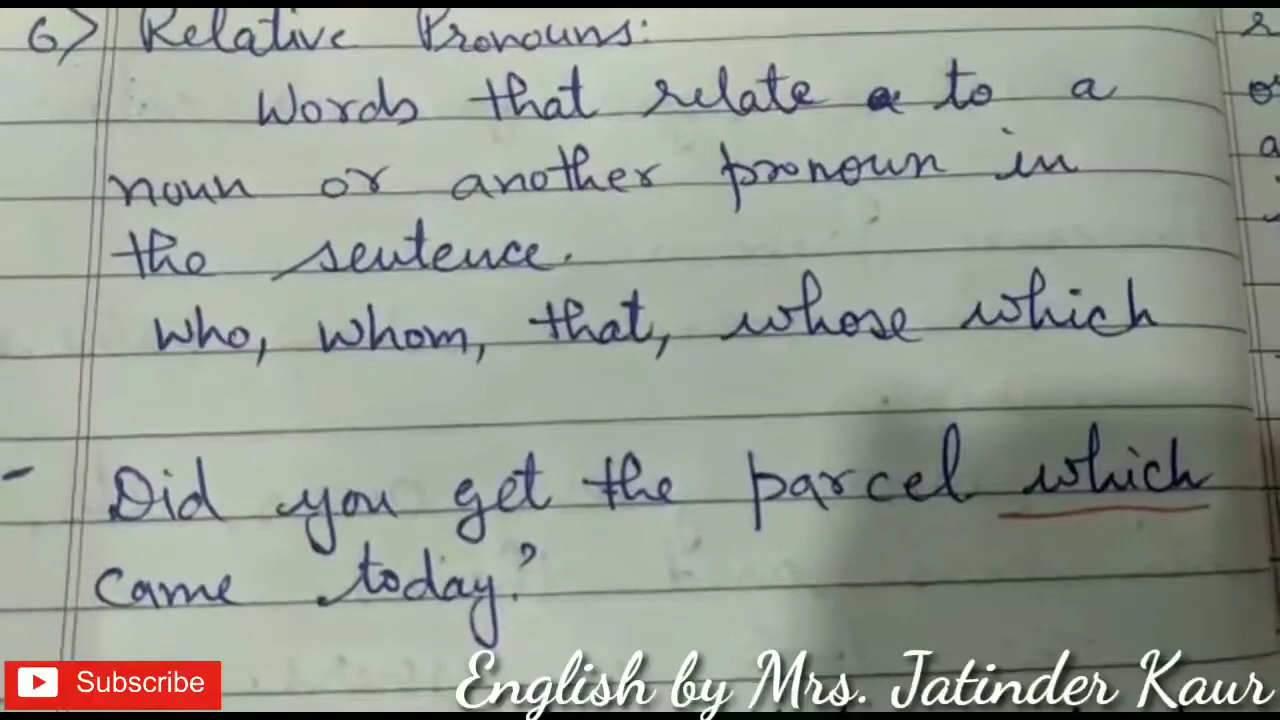 6) Relative Pronouns:
Words that relate to a
noun or another pronoun in
the sentence.
who, whom, that, whose which
- Did you get the parcel which
came today?
Subscribe
English by Mrs. Jatinder Kaur